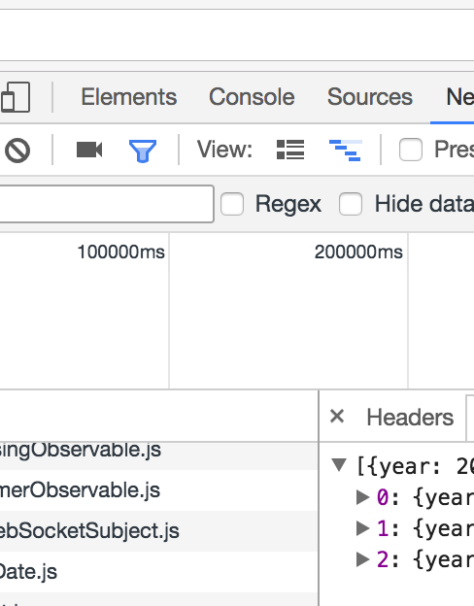 Elements Console Sources Ne
View: Pres
Regex Hide data
100000ms 200000ms
Headers
singObservable.js
merObservable.js
ebSocketSubject.js
Date.js
[{year: 20
0: {year
1: {year
2: {year